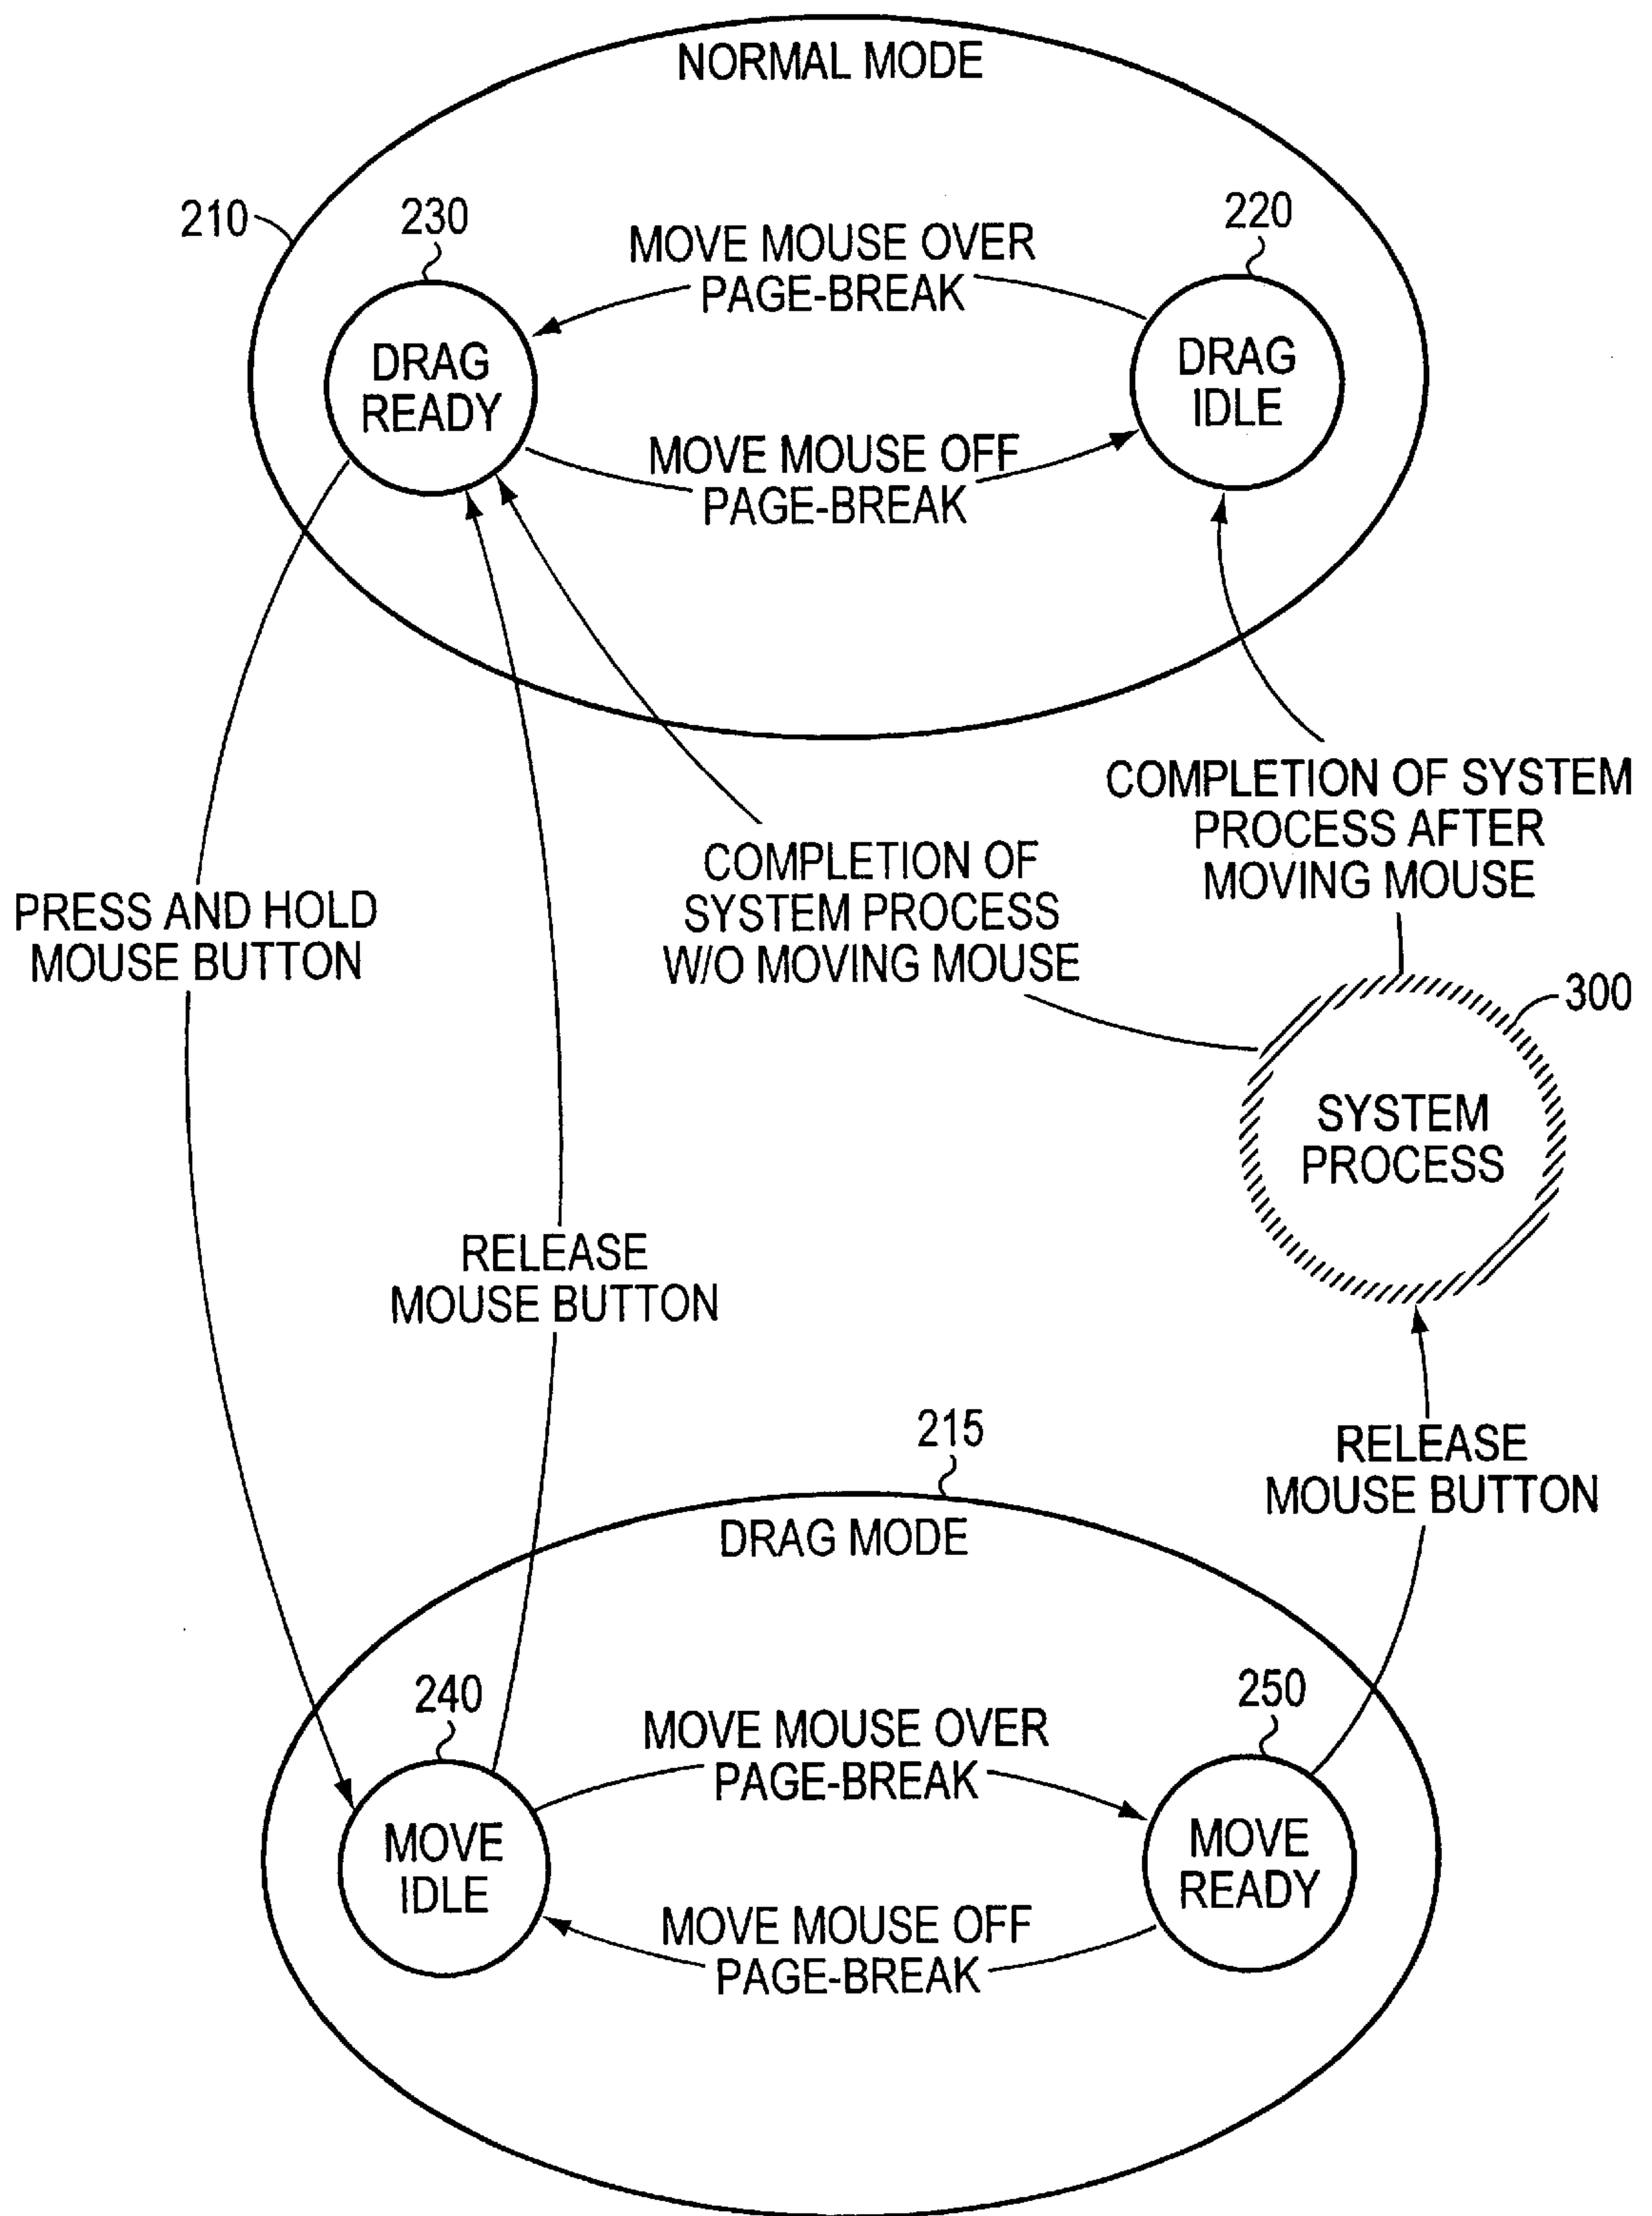 NORMAL MODE
210
230
220
MOVE MOUSE OVER
PAGE-BREAK
DRAG
READY
DRAG
IDLE
MOVE MOUSE OFF
PAGE-BREAK
COMPLETION OF SYSTEM
PROCESS AFTER
MOVING MOUSE
COMPLETION OF
SYSTEM PROCESS
W/O MOVING MOUSE
PRESS AND HOLD
MOUSE BUTTON
300
SYSTEM
PROCESS
RELEASE
MOUSE BUTTON
215
RELEASE
MOUSE BUTTON
DRAG MODE
240
250
MOVE MOUSE OVER
PAGE-BREAK
MOVE
IDLE
MOVE
READY
MOVE MOUSE OFF
PAGE-BREAK